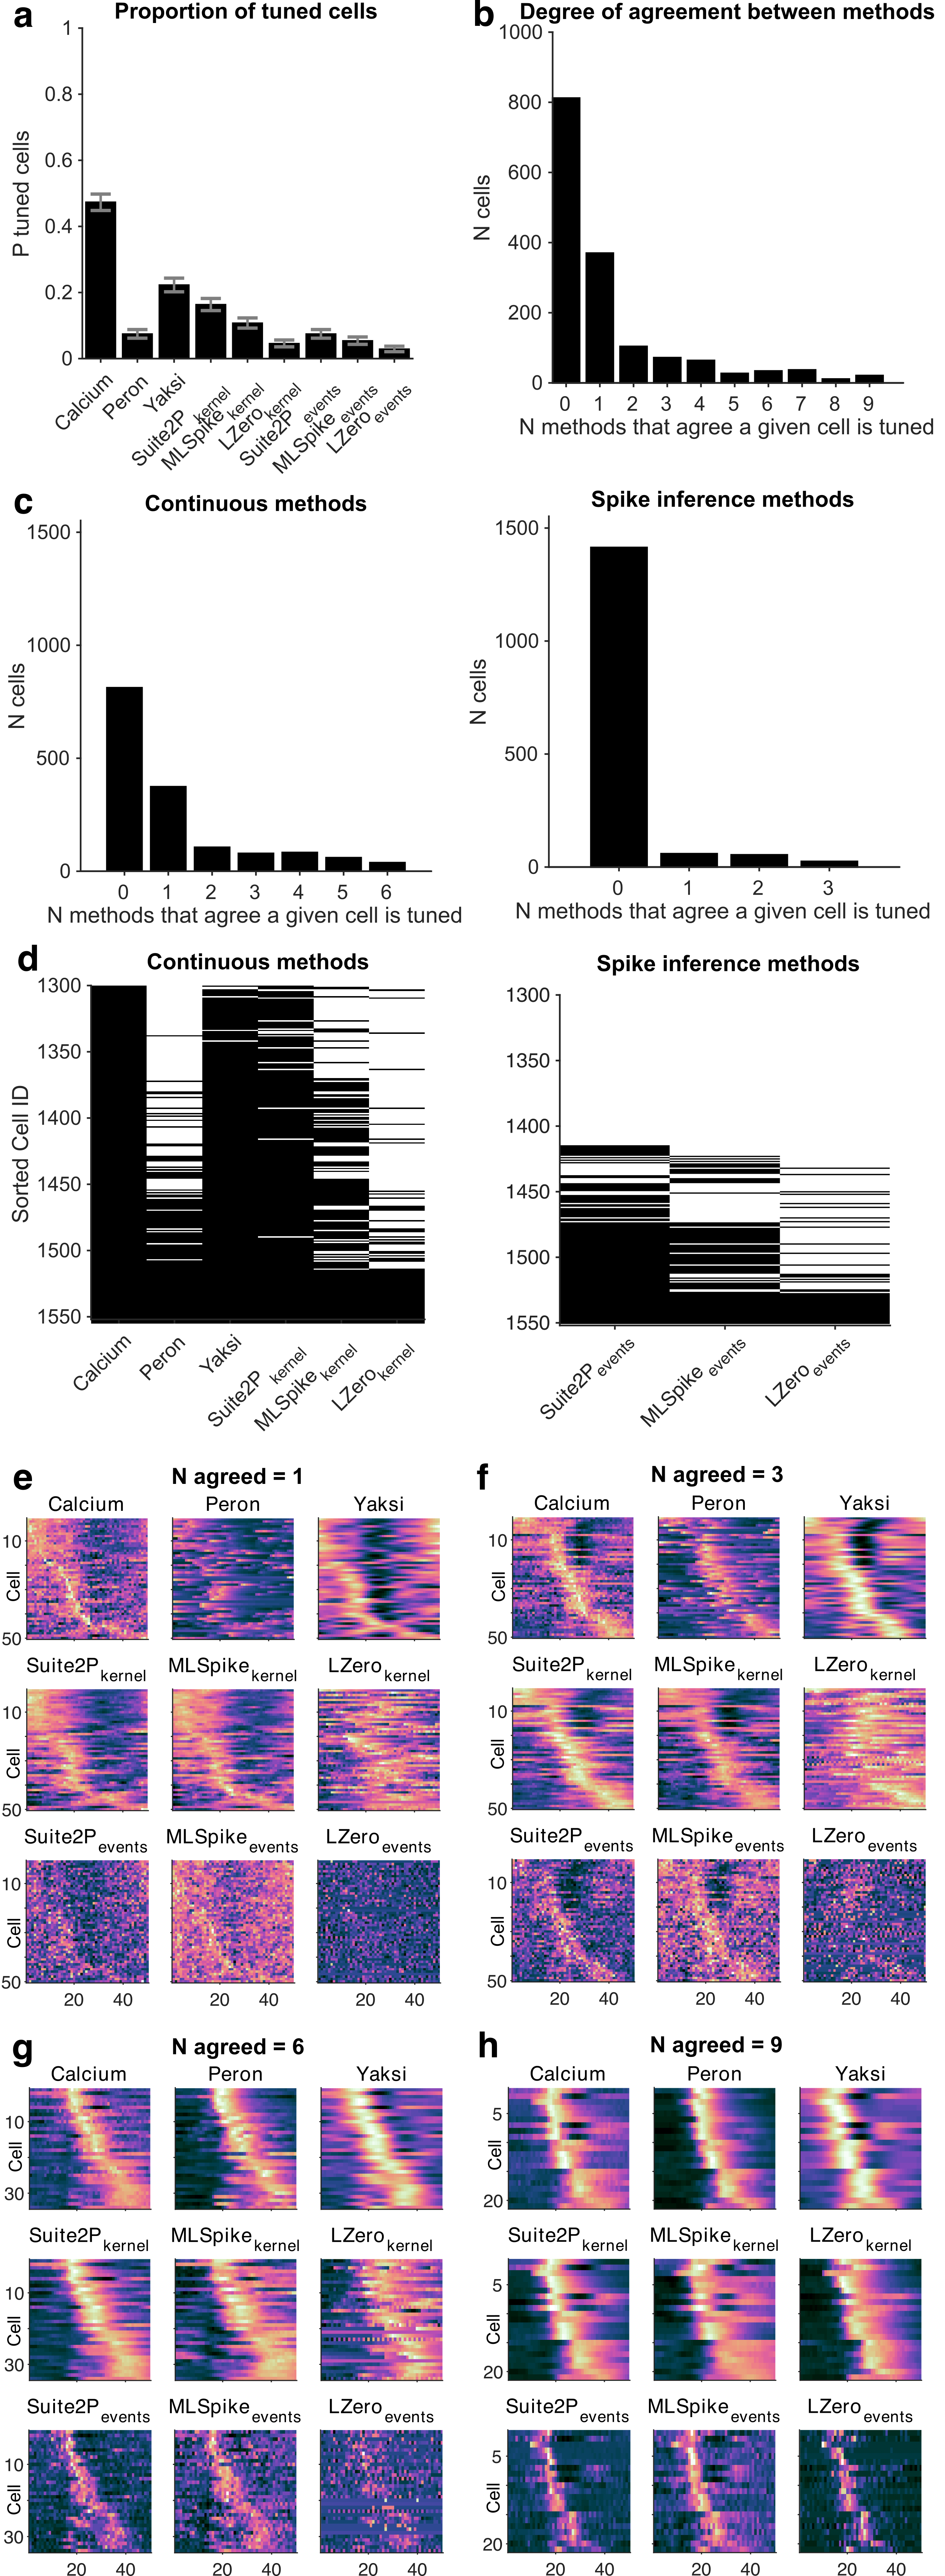 a Proportion of tuned cells
1
0.8
0.6
0.4
0.2
0
P tuned cells
Calcium
Peron
Yaksi
Suite2P kernel
MLSpike kernel
LZero kernel
Suite2P events
MLSpike events
LZero events
b Degree of agreement between methods
1000
800
600
400
200
0
N cells
0 1 2 3 4 5 6 7 8 9
N methods that agree a given cell is tuned
c Continuous methods
1500
1000
500
0
N cells
0 1 2 3 4 5 6
N methods that agree a given cell is tuned
Spike inference methods
1500
1000
500
0
N cells
0 1 2 3
N methods that agree a given cell is tuned
d Continuous methods
1300
1350
1400
1450
1500
1550
Sorted Cell ID
Calcium
Peron
Yaksi
Suite2P kernel
MLSpike kernel
LZero kernel
Spike inference methods
1300
1350
1400
1450
1500
1550
Suite2P events
MLSpike events
LZero events
e N agreed = 1
Calcium Peron Yaksi
10
Cell
50
Suite2P kernel MLSpike kernel LZero kernel
10
Cell
50
Suite2P events MLSpike events LZero events
10
Cell
50
20 40 20 40 20 40
f N agreed = 3
Calcium Peron Yaksi
10
Cell
50
Suite2P kernel MLSpike kernel LZero kernel
10
Cell
50
Suite2P events MLSpike events LZero events
10
Cell
50
20 40 20 40 20 40
g N agreed = 6
Calcium Peron Yaksi
10
Cell
30
Suite2P kernel MLSpike kernel LZero kernel
10
Cell
30
Suite2P events MLSpike events LZero events
10
Cell
30
20 40 20 40 20 40
h N agreed = 9
Calcium Peron Yaksi
5
Cell
20
Suite2P kernel MLSpike kernel LZero kernel
5
Cell
20
Suite2P events MLSpike events LZero events
5
Cell
20
20 40 20 40 20 40